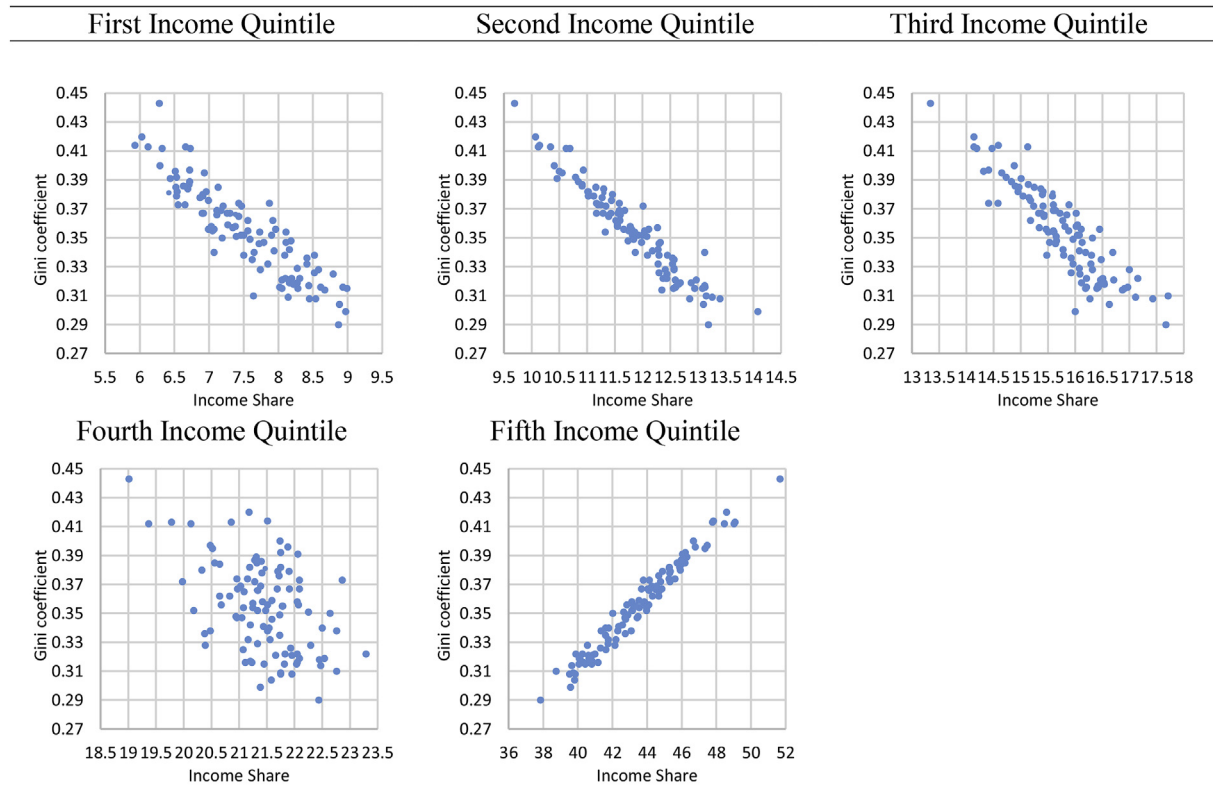 First Income Quintile
Second Income Quintile
Third Income Quintile
0.45
0.43
0.41
0.39
0.37
0.35
0.33
0.31
0.29
0.27
Gini coefficient
5.5 6 6.5 7 7.5 8 8.5 9 9.5
Income Share
0.45
0.43
0.41
0.39
0.37
0.35
0.33
0.31
0.29
0.27
Gini coefficient
9.5 10 10.5 11 11.5 12 12.5 13 13.5 14 14.5
Income Share
0.45
0.43
0.41
0.39
0.37
0.35
0.33
0.31
0.29
0.27
Gini coefficient
13 13.5 14 14.5 15 15.5 16 16.5 17 17.5 18
Income Share
Fourth Income Quintile
Fifth Income Quintile
0.45
0.43
0.41
0.39
0.37
0.35
0.33
0.31
0.29
0.27
Gini coefficient
18.5 19 19.5 20 20.5 21 21.5 22 22.5 23 23.5
Income Share
0.45
0.43
0.41
0.39
0.37
0.35
0.33
0.31
0.29
0.27
Gini coefficient
36 38 40 42 44 46 48 50 52
Income Share